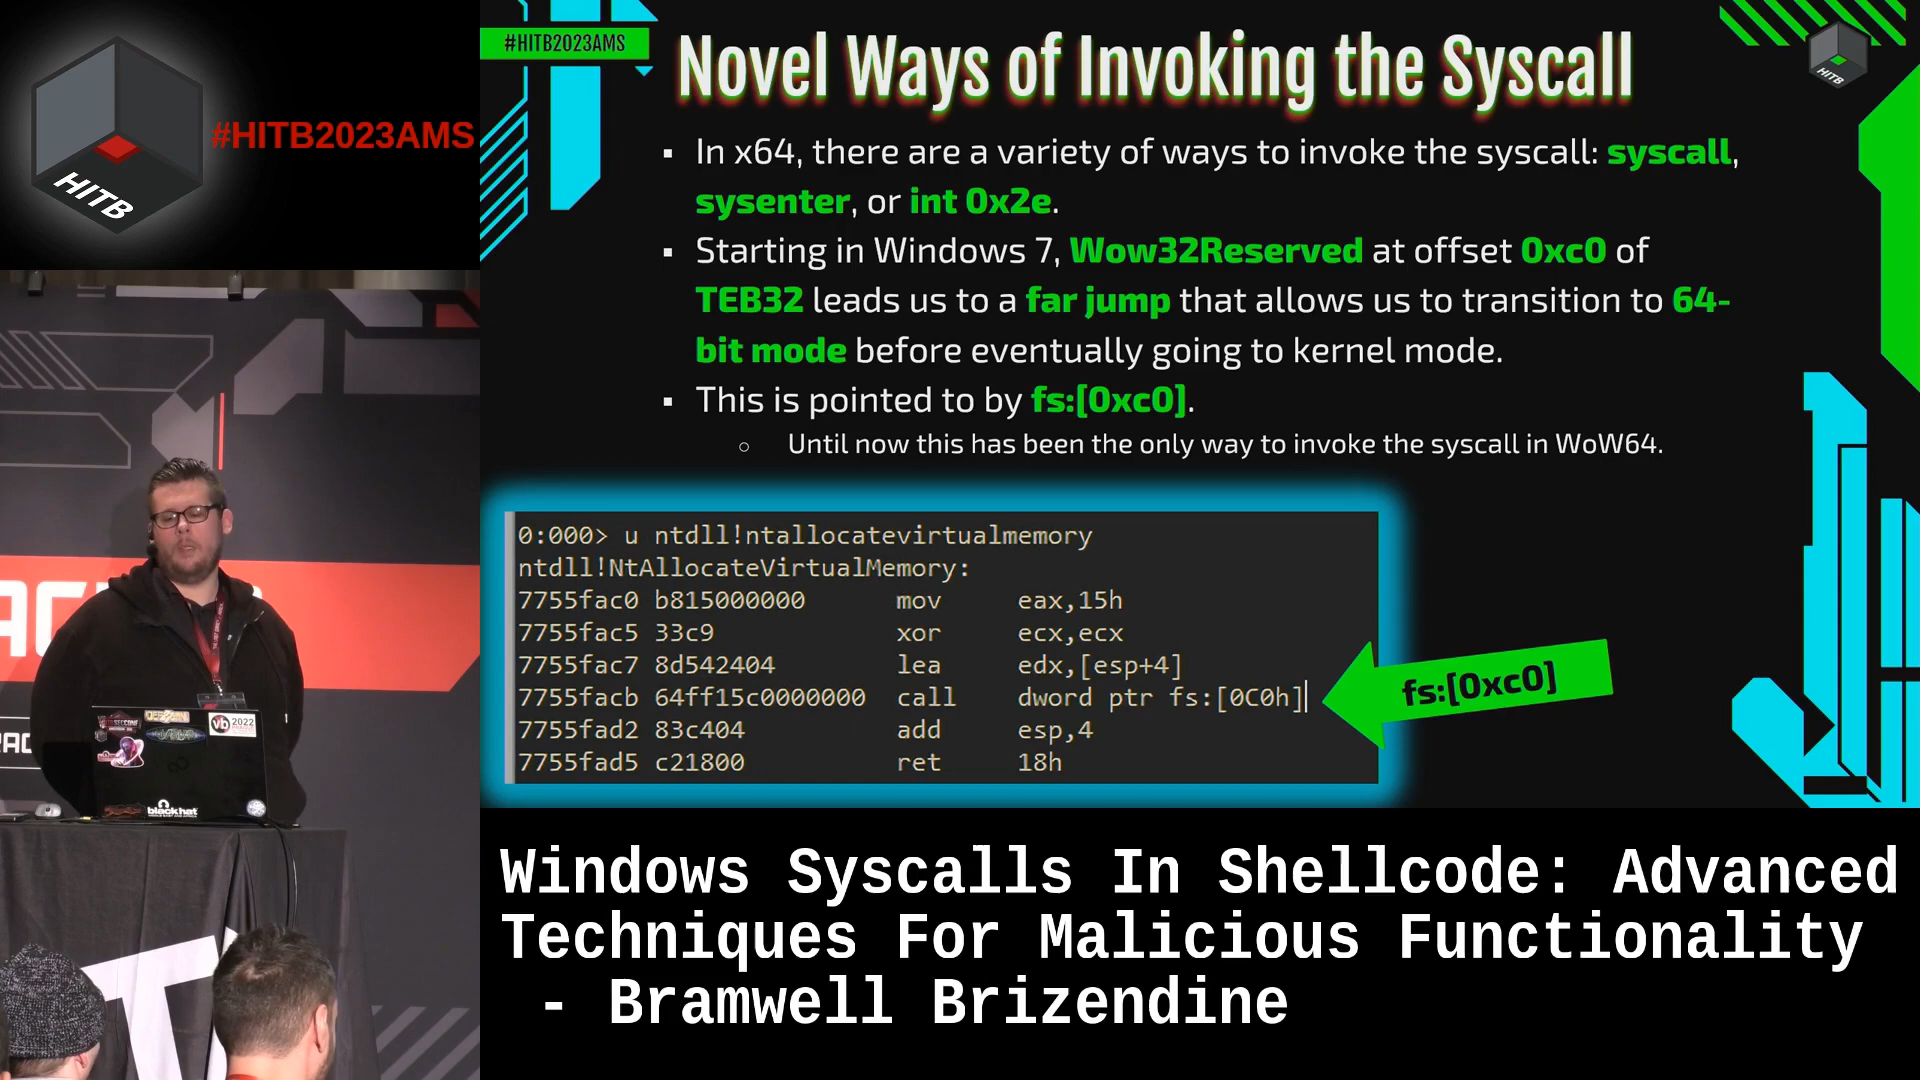 #HITB2023AMS
HITB
#HITB2023AMS
Novel Ways of Invoking the Syscall
HITB
▪ In x64, there are a variety of ways to invoke the syscall: syscall,
sysenter, or int 0x2e.
▪ Starting in Windows 7, Wow32Reserved at offset 0xc0 of
TEB32 leads us to a far jump that allows us to transition to 64-
bit mode before eventually going to kernel mode.
▪ This is pointed to by fs:[0xc0].
○ Until now this has been the only way to invoke the syscall in WoW64.
0:000> u ntdll!ntallocatevirtualmemory
ntdll!NtAllocateVirtualMemory:
7755fac0 b815000000 mov eax,15h
7755fac5 33c9 xor ecx,ecx
7755fac7 8d542404 lea edx,[esp+4]
7755facb 64ff15c0000000 call dword ptr fs:[0C0h]
7755fad2 83c404 add esp,4
7755fad5 c21800 ret 18h
fs:[0xc0]
vb 2022
black hat
Windows Syscalls In Shellcode: Advanced
Techniques For Malicious Functionality
- Bramwell Brizendine